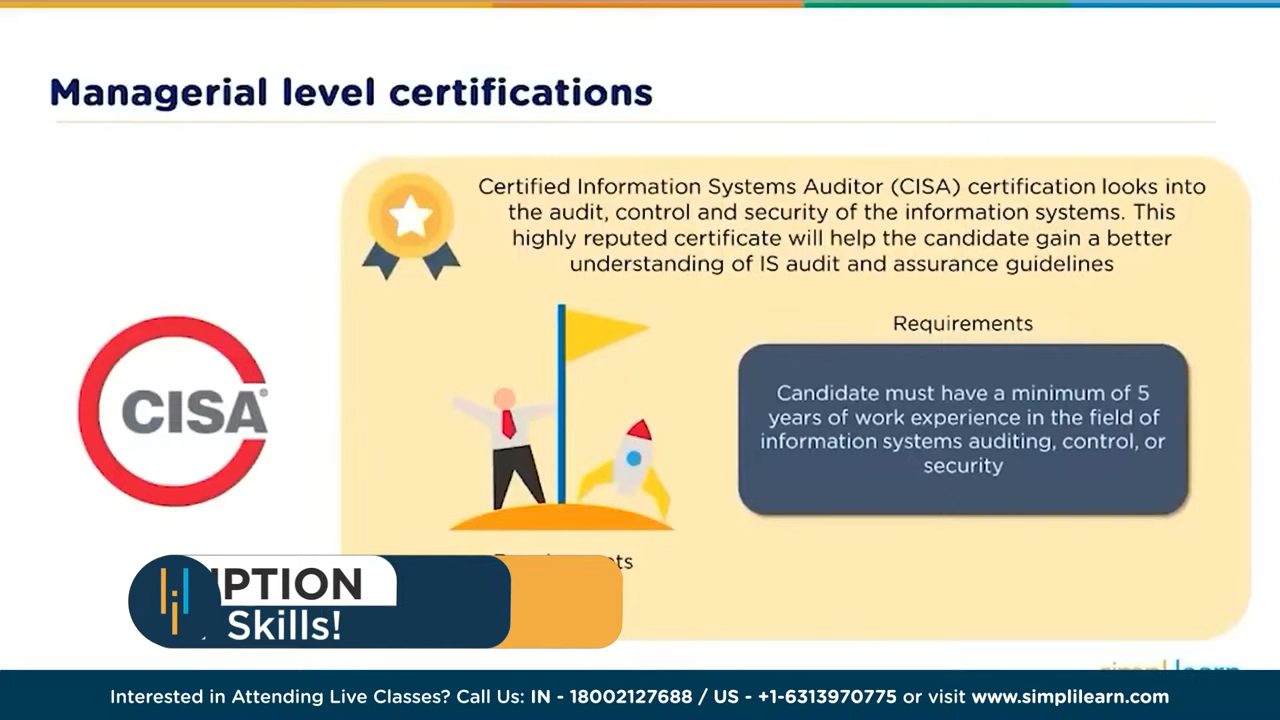 Managerial level certifications
Certified Information Systems Auditor (CISA) certification looks into
the audit, control and security of the information systems. This
highly reputed certificate will help the candidate gain a better
understanding of IS audit and assurance guidelines
Requirements
Candidate must have a minimum of 5
years of work experience in the field of
information systems auditing, control, or
security
CISA®
IPTION
Skills!
Interested in Attending Live Classes? Call Us: IN - 18002127688 / US - +1-6313970775 or visit www.simplilearn.com